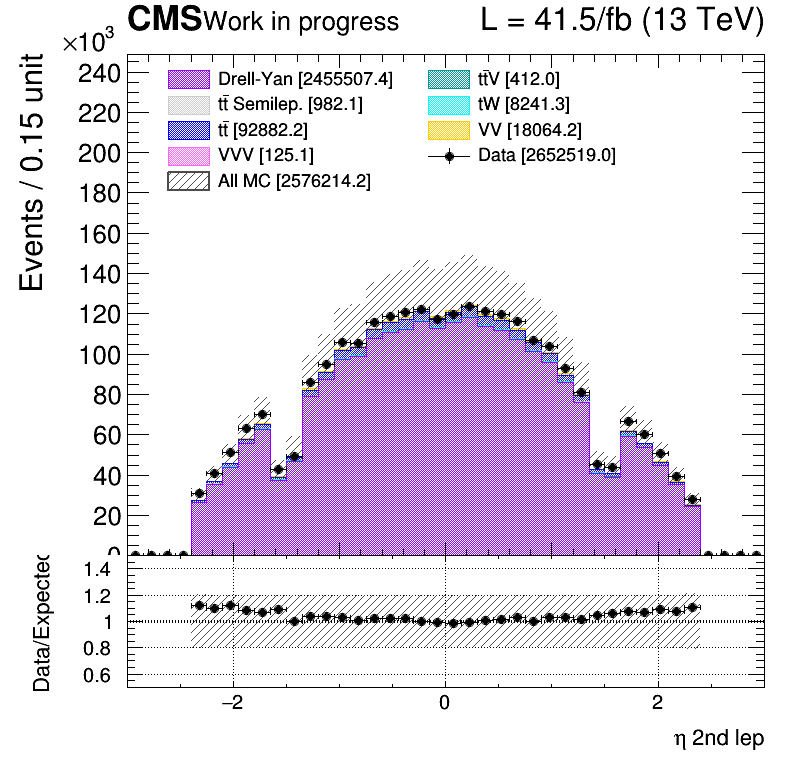 CMS Work in progress L = 41.5/fb (13 TeV)
×10³
Events / 0.15 unit
240
220
200
180
160
140
120
100
80
60
40
20
0
Drell-Yan [2455507.4]
tt̄ Semilep. [982.1]
tt̄ [92882.2]
VVV [125.1]
All MC [2576214.2]
tt̄V [412.0]
tW [8241.3]
VV [18064.2]
Data [2652519.0]
Data/Expected
1.4
1.2
1
0.8
0.6
−2 0 2
η 2nd lep